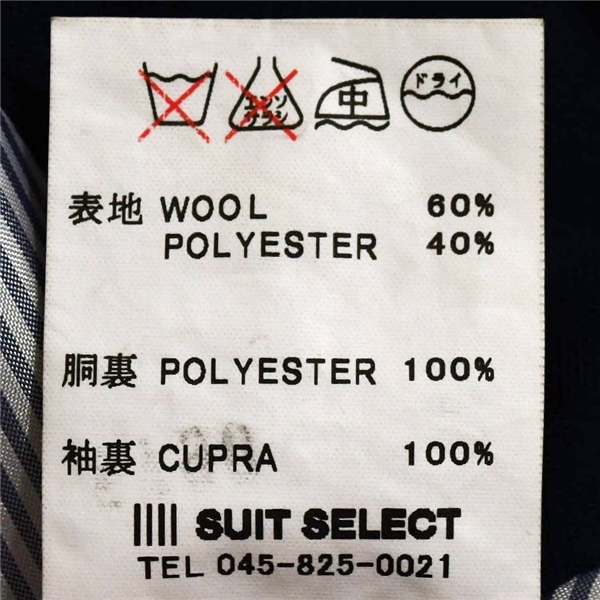 エンソ サラシ 中 ドライ
表地 WOOL 60%
POLYESTER 40%
胴裏 POLYESTER 100%
袖裏 CUPRA 100%
SUIT SELECT
TEL 045-825-0021